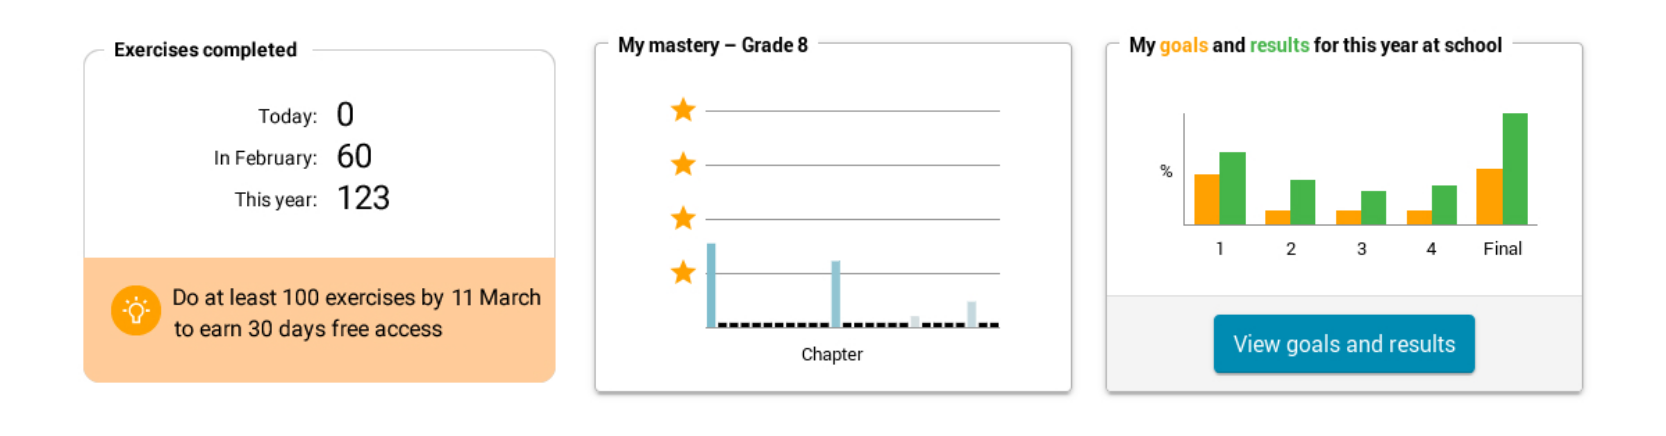 Exercises completed
Today: 0
In February: 60
This year: 123
Do at least 100 exercises by 11 March
to earn 30 days free access
My mastery – Grade 8
Chapter
My goals and results for this year at school
%
1 2 3 4 Final
View goals and results